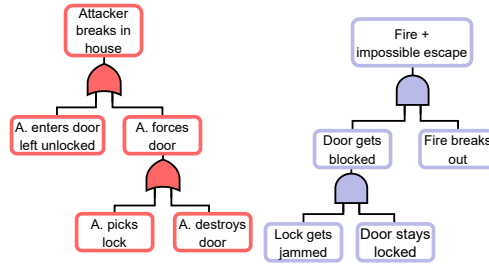 Attacker
breaks in
house
A. enters door
left unlocked
A. forces
door
A. picks
lock
A. destroys
door
Fire +
impossible escape
Door gets
blocked
Fire breaks
out
Lock gets
jammed
Door stays
locked